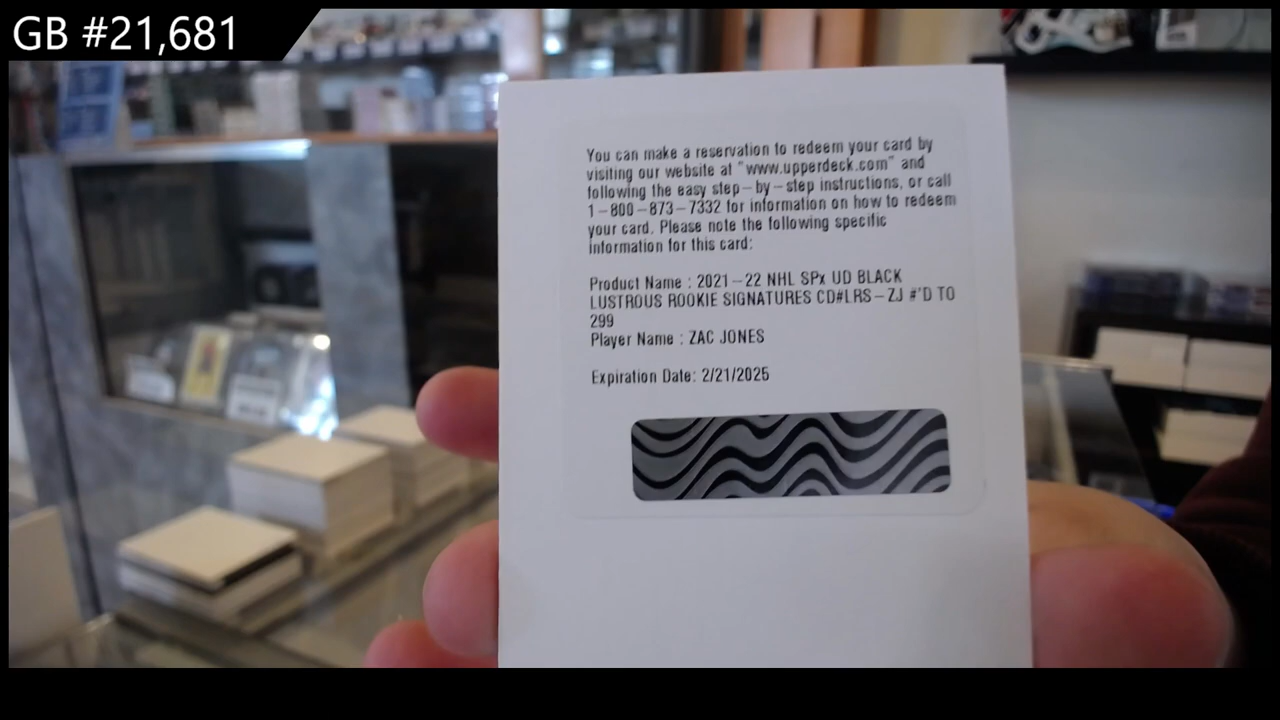 GB #21,681
You can make a reservation to redeem your card by
visiting our website at "www.upperdeck.com" and
following the easy step-by-step instructions, or call
1-800-873-7332 for information on how to redeem
your card. Please note the following specific
information for this card:
Product Name : 2021-22 NHL SPx UD BLACK
LUSTROUS ROOKIE SIGNATURES CD#LRS-ZJ #'D TO
299
Player Name : ZAC JONES
Expiration Date: 2/21/2025